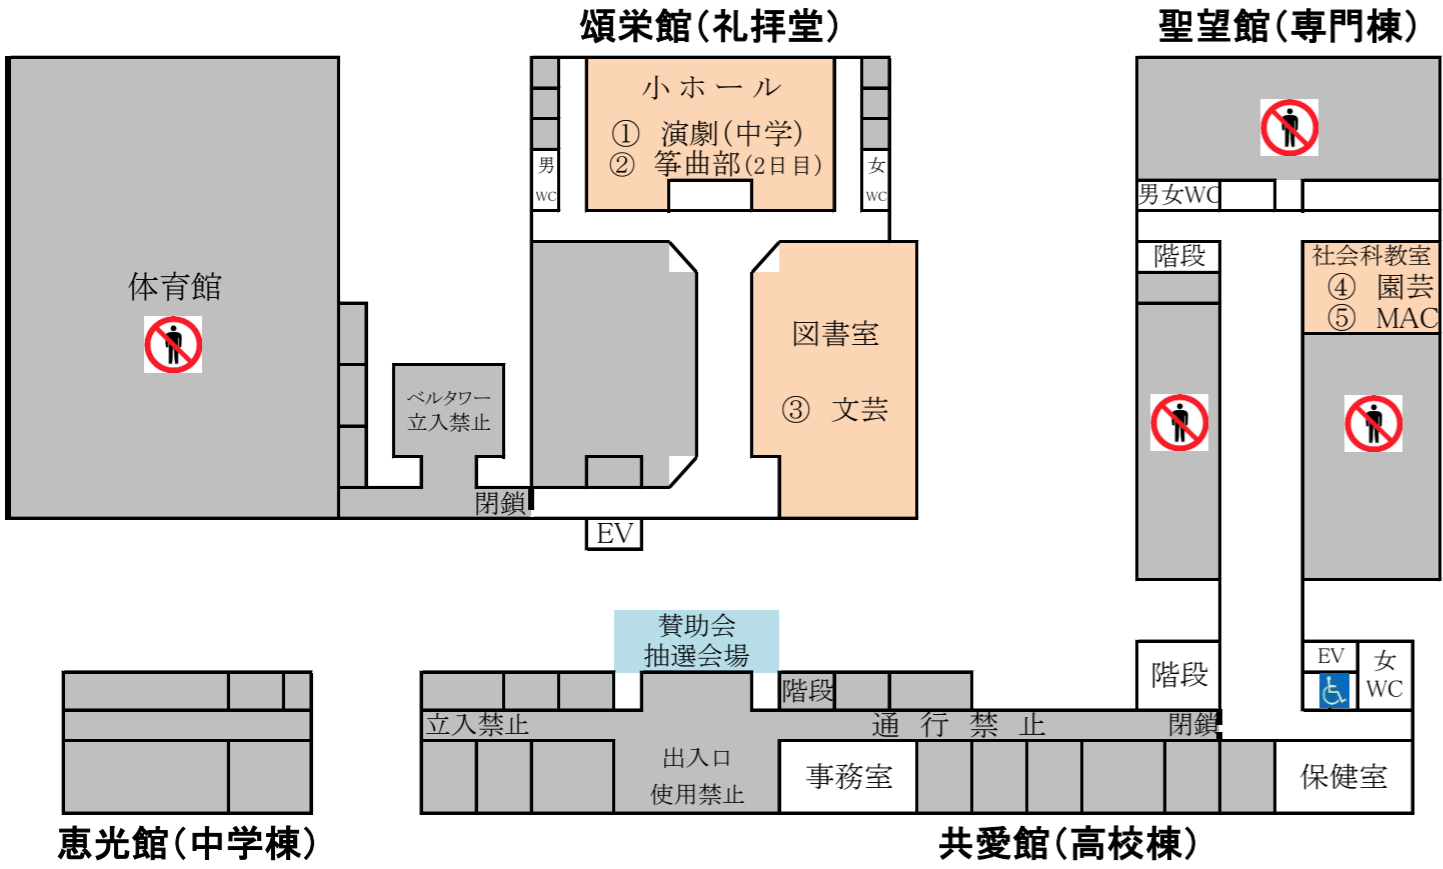 頌栄館(礼拝堂)
聖望館(専門棟)
小ホール
① 演劇(中学)
② 箏曲部(2日目)
男
WC
女
WC
男女WC
階段
社会科教室
④ 園芸
⑤ MAC
体育館
図書室
③ 文芸
ベルタワー
立入禁止
閉鎖
EV
賛助会
抽選会場
階段
EV
女
WC
階段
立入禁止
通行禁止
閉鎖
出入口
使用禁止
事務室
保健室
恵光館(中学棟)
共愛館(高校棟)